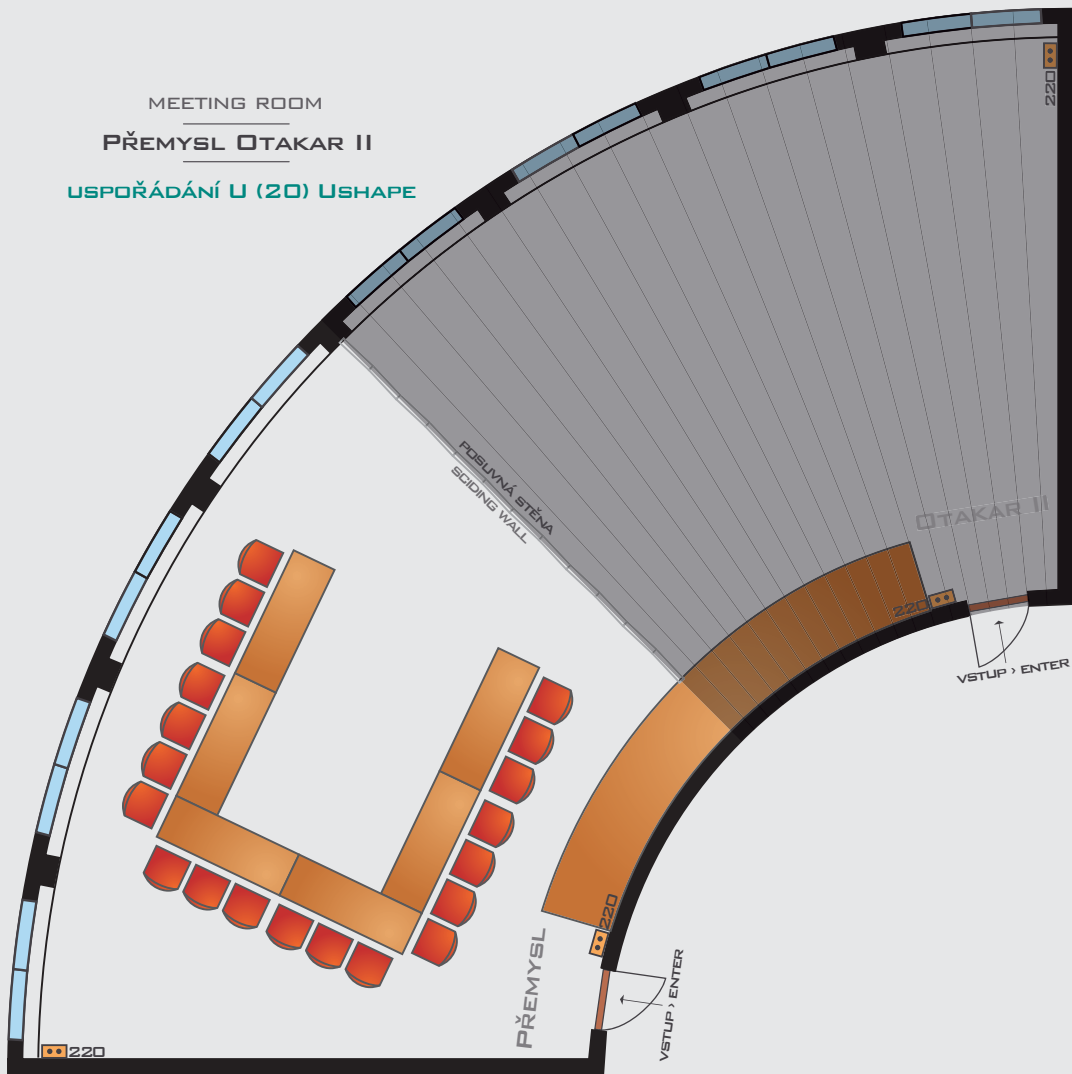 MEETING ROOM
PŘEMYSL OTAKAR II
USPOŘÁDÁNÍ U (20) USHAPE
220
POSUVNÁ STĚNA
SCIDING WALL
OTAKAR II
220
VSTUP › ENTER
220
PŘEMYSL
VSTUP › ENTER
220